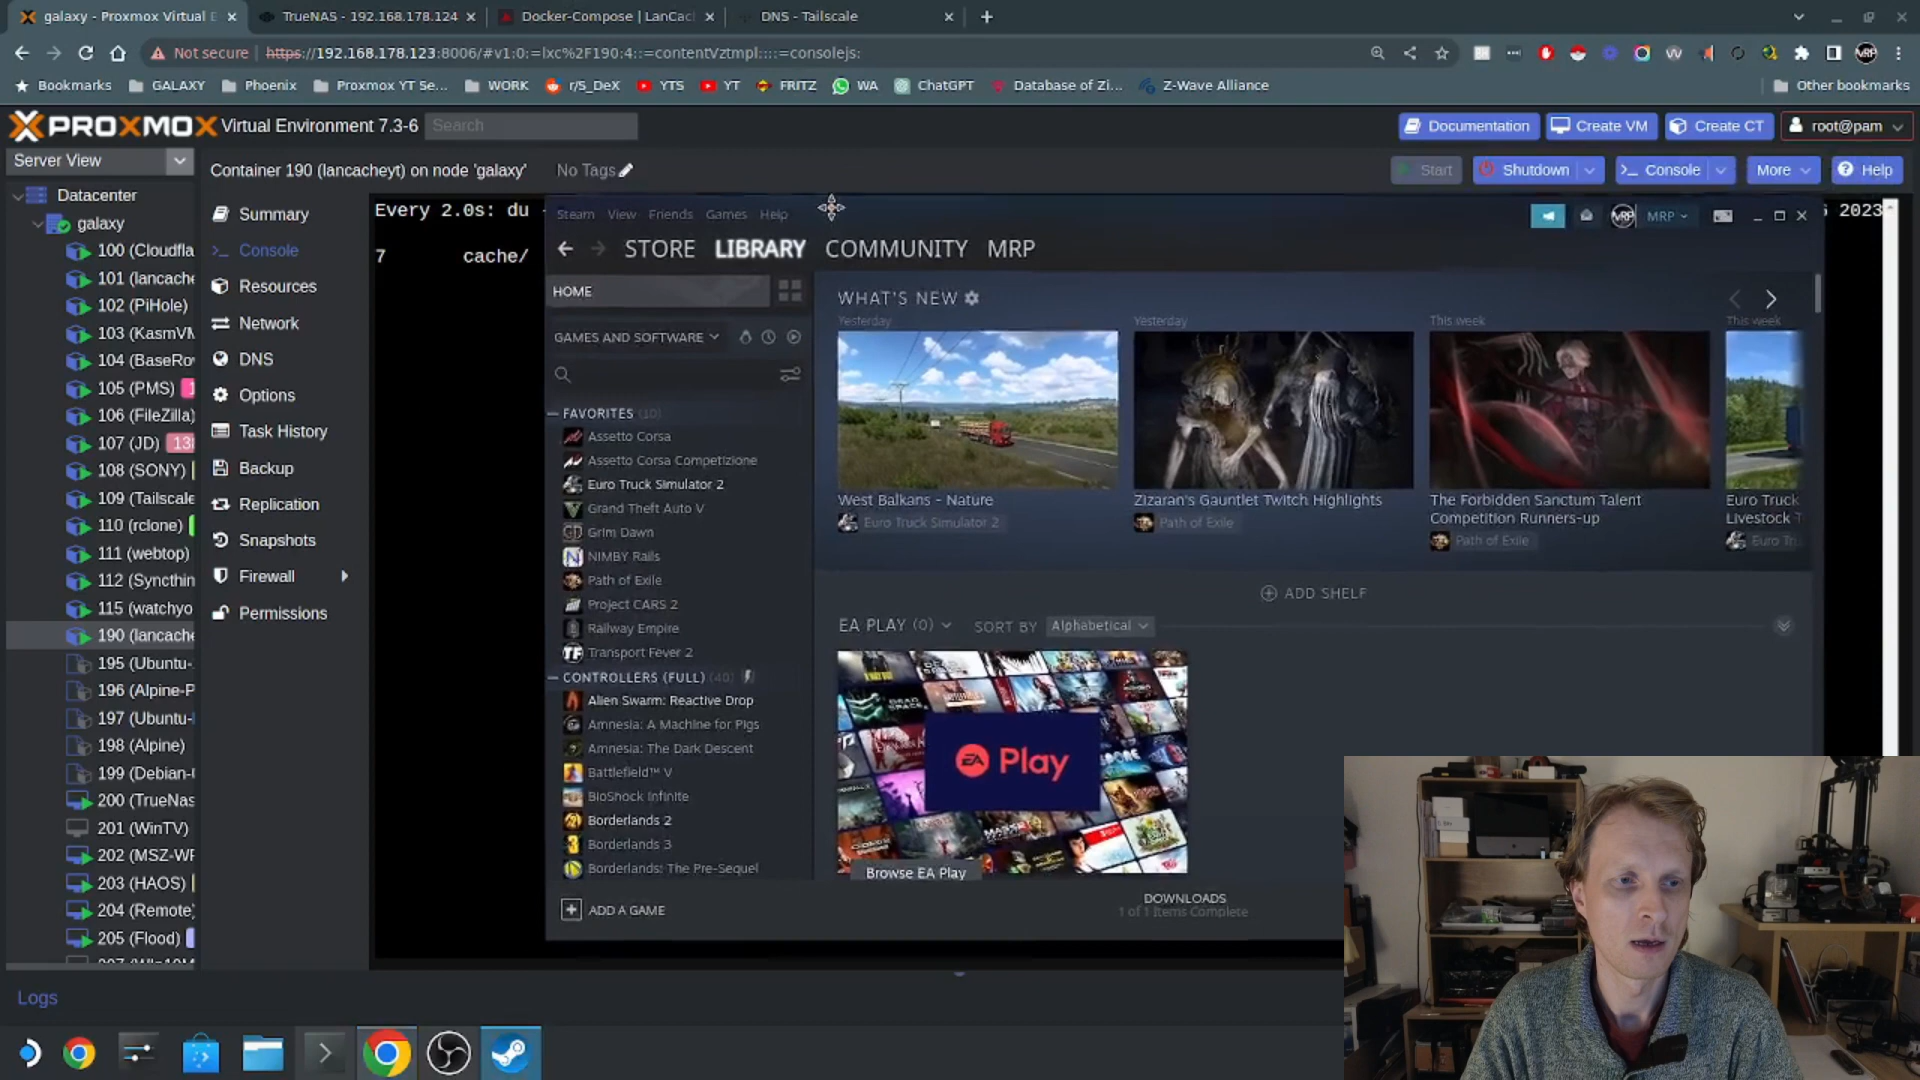 galaxy - Proxmox Virtual E
TrueNAS - 192.168.178.124
Docker-Compose | LanCac
DNS - Tailscale
Not secure
https://192.168.178.123:8006/#v1:0:=lxc%2F190:4::=contentVztmpl::::=consolejs:
Bookmarks
GALAXY
Phoenix
Proxmox YT Se...
WORK
r/S_DeX
YTS
YT
FRITZ
WA
ChatGPT
Database of Zi...
Z-Wave Alliance
Other bookmarks
PROXMOX
Virtual Environment 7.3-6
Search
Documentation
Create VM
Create CT
root@pam
Server View
Container 190 (lancacheyt) on node 'galaxy'
No Tags
Start
Shutdown
Console
More
Help
Datacenter
galaxy
100 (Cloudfla
101 (lancache
102 (PiHole)
103 (KasmVM
104 (BaseRo
105 (PMS)
106 (FileZilla)
107 (JD)
108 (SONY)
109 (Tailscale
110 (rclone)
111 (webtop)
112 (Syncthin
115 (watchyo
190 (lancache
195 (Ubuntu-
196 (Alpine-P
197 (Ubuntu-
198 (Alpine)
199 (Debian-
200 (TrueNas
201 (WinTV)
202 (MSZ-WF
203 (HAOS)
204 (Remote)
205 (Flood)
Summary
Console
Resources
Network
DNS
Options
Task History
Backup
Replication
Snapshots
Firewall
Permissions
Every 2.0s: du
2023
7 cache/
Steam View Friends Games Help
MRP
STORE LIBRARY COMMUNITY MRP
HOME
GAMES AND SOFTWARE
FAVORITES (10)
Assetto Corsa
Assetto Corsa Competizione
Euro Truck Simulator 2
Grand Theft Auto V
Grim Dawn
NIMBY Rails
Path of Exile
Project CARS 2
Railway Empire
Transport Fever 2
CONTROLLERS (FULL) (40)
Alien Swarm: Reactive Drop
Amnesia: A Machine for Pigs
Amnesia: The Dark Descent
Battlefield™ V
BioShock Infinite
Borderlands 2
Borderlands 3
Borderlands: The Pre-Sequel
ADD A GAME
WHAT'S NEW
Yesterday
West Balkans - Nature
Euro Truck Simulator 2
Yesterday
Zizaran's Gauntlet Twitch Highlights
Path of Exile
This week
The Forbidden Sanctum Talent
Competition Runners-up
Path of Exile
This week
Euro Truck
Livestock T
Euro Tr
ADD SHELF
EA PLAY (0)
SORT BY
Alphabetical
EA Play
Browse EA Play
DOWNLOADS
1 of 1 Items Complete
Logs